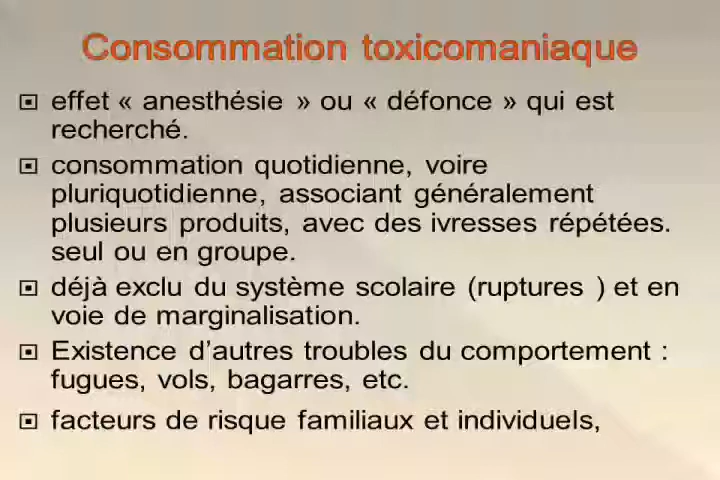 Consommation toxicomaniaque
effet « anesthésie » ou « défonce » qui est
recherché.
consommation quotidienne, voire
pluriquotidienne, associant généralement
plusieurs produits, avec des ivresses répétées.
seul ou en groupe.
déjà exclu du système scolaire (ruptures ) et en
voie de marginalisation.
Existence d’autres troubles du comportement :
fugues, vols, bagarres, etc.
facteurs de risque familiaux et individuels,